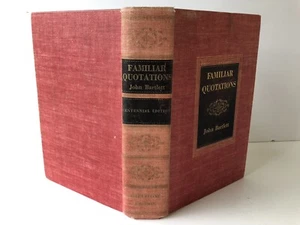 FAMILIAR
QUOTATIONS
John Bartlett
CENTENNIAL EDITION
FAMILIAR
QUOTATIONS
John Bartlett